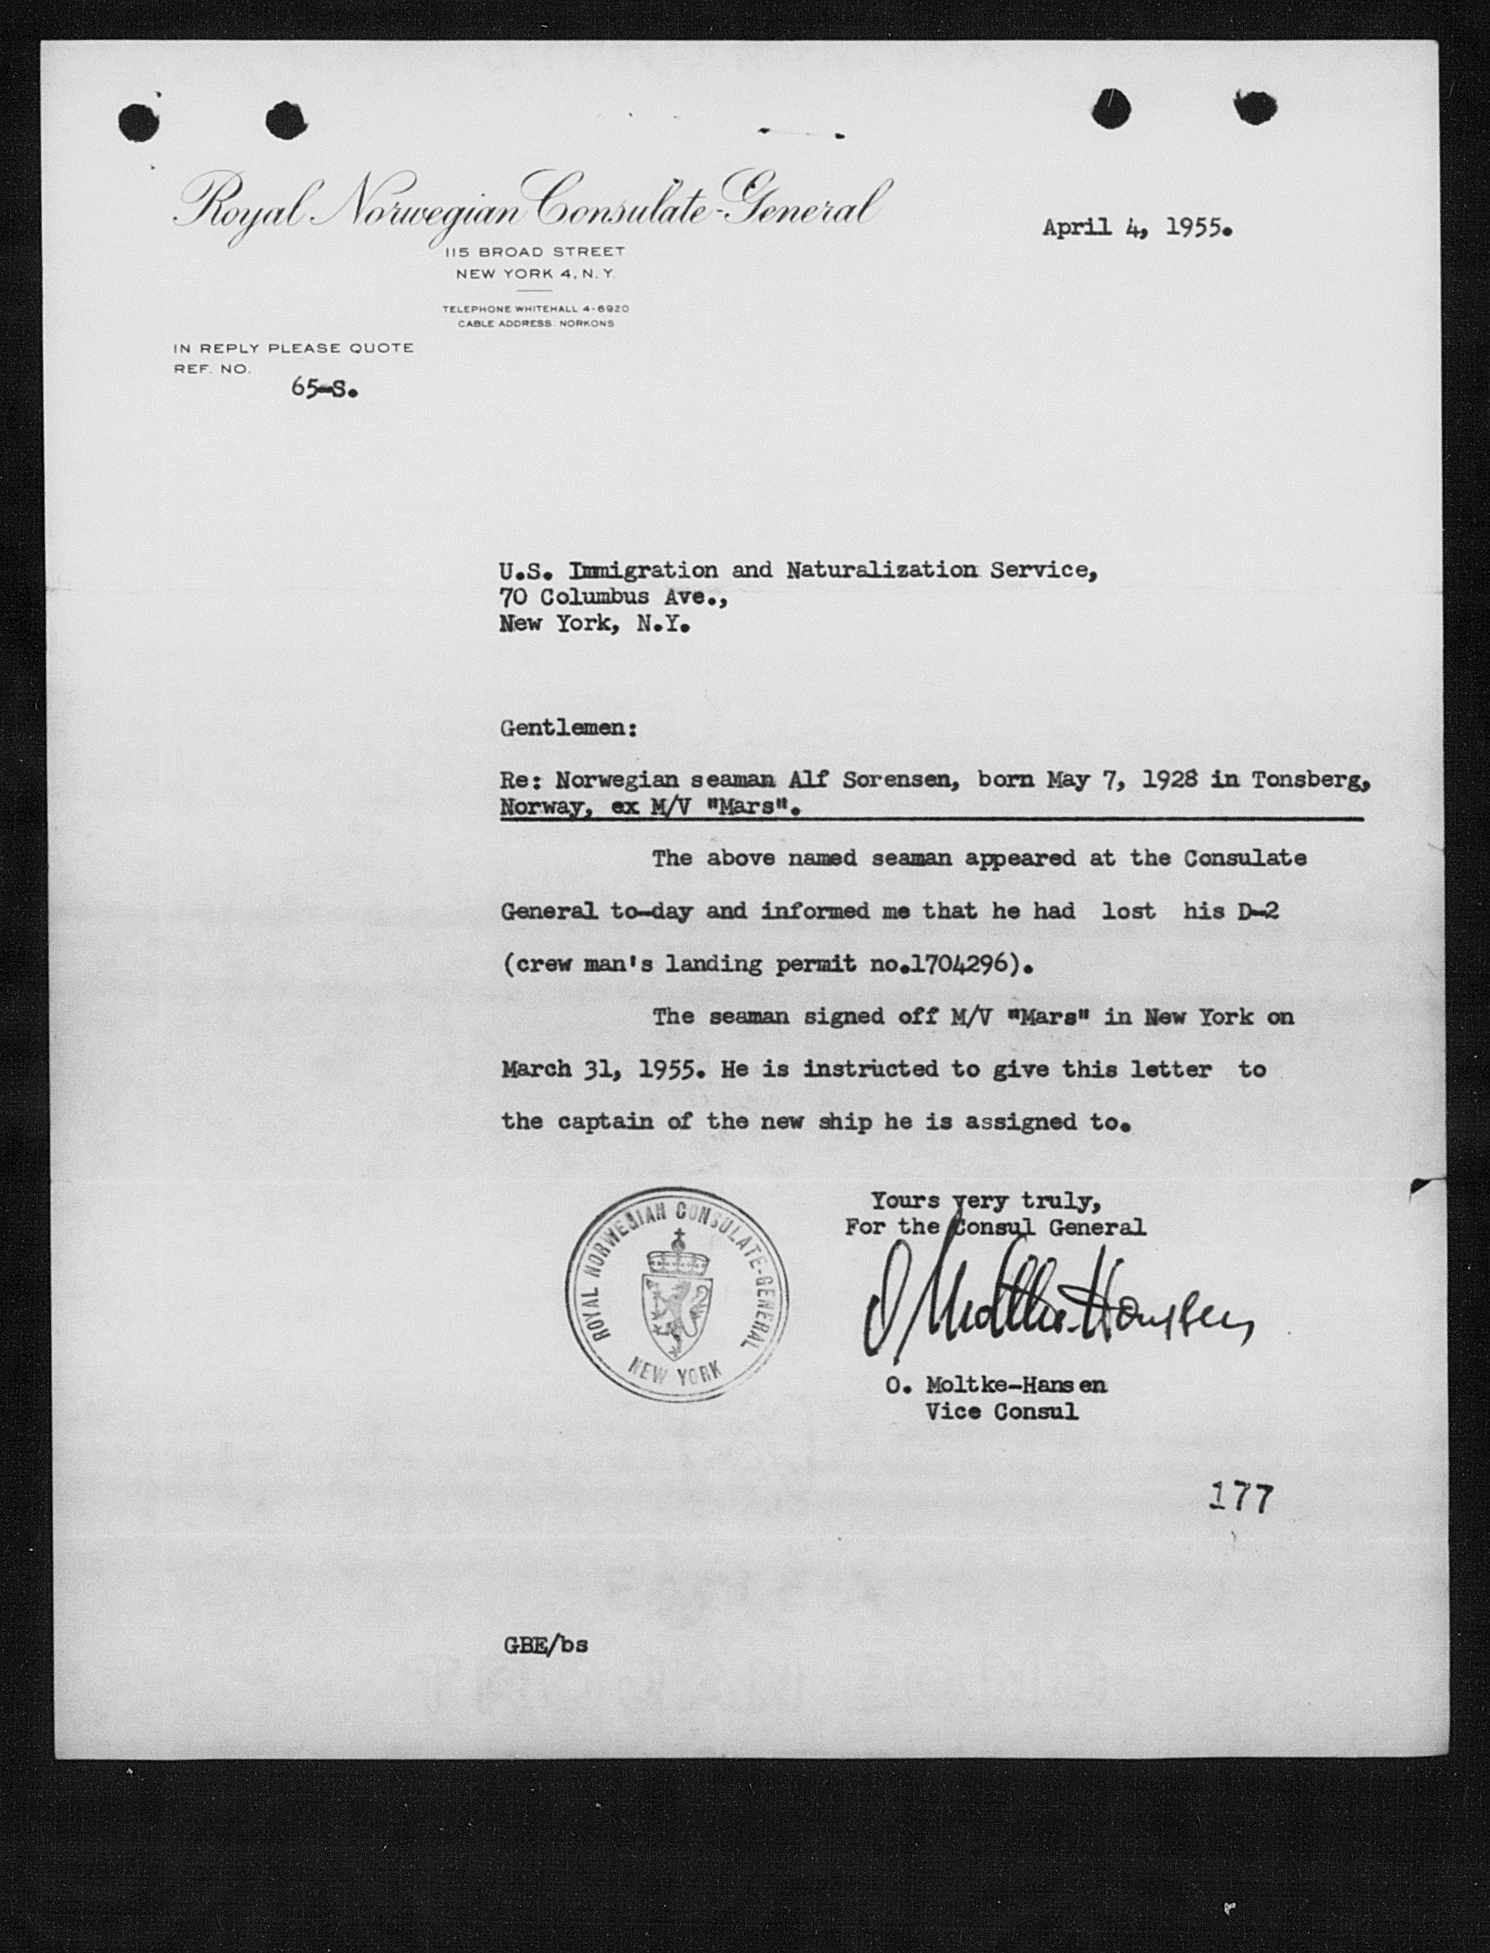 Royal Norwegian Consulate-General
115 BROAD STREET
NEW YORK 4, N.Y.
TELEPHONE WHITEHALL 4-6920
CABLE ADDRESS: NORKONS
April 4, 1955.
IN REPLY PLEASE QUOTE
REF. NO.
65-S.
U.S. Immigration and Naturalization Service,
70 Columbus Ave.,
New York, N.Y.
Gentlemen:
Re: Norwegian seaman Alf Sorensen, born May 7, 1928 in Tonsberg,
Norway, ex M/V "Mars".
The above named seaman appeared at the Consulate
General to-day and informed me that he had lost his D-2
(crew man's landing permit no.1704296).
The seaman signed off M/V "Mars" in New York on
March 31, 1955. He is instructed to give this letter to
the captain of the new ship he is assigned to.
Yours very truly,
For the Consul General
O Moltke-Hansen
ROYAL NORWEGIAN CONSULATE-GENERAL
NEW YORK
O. Moltke-Hansen
Vice Consul
177
GBE/bs